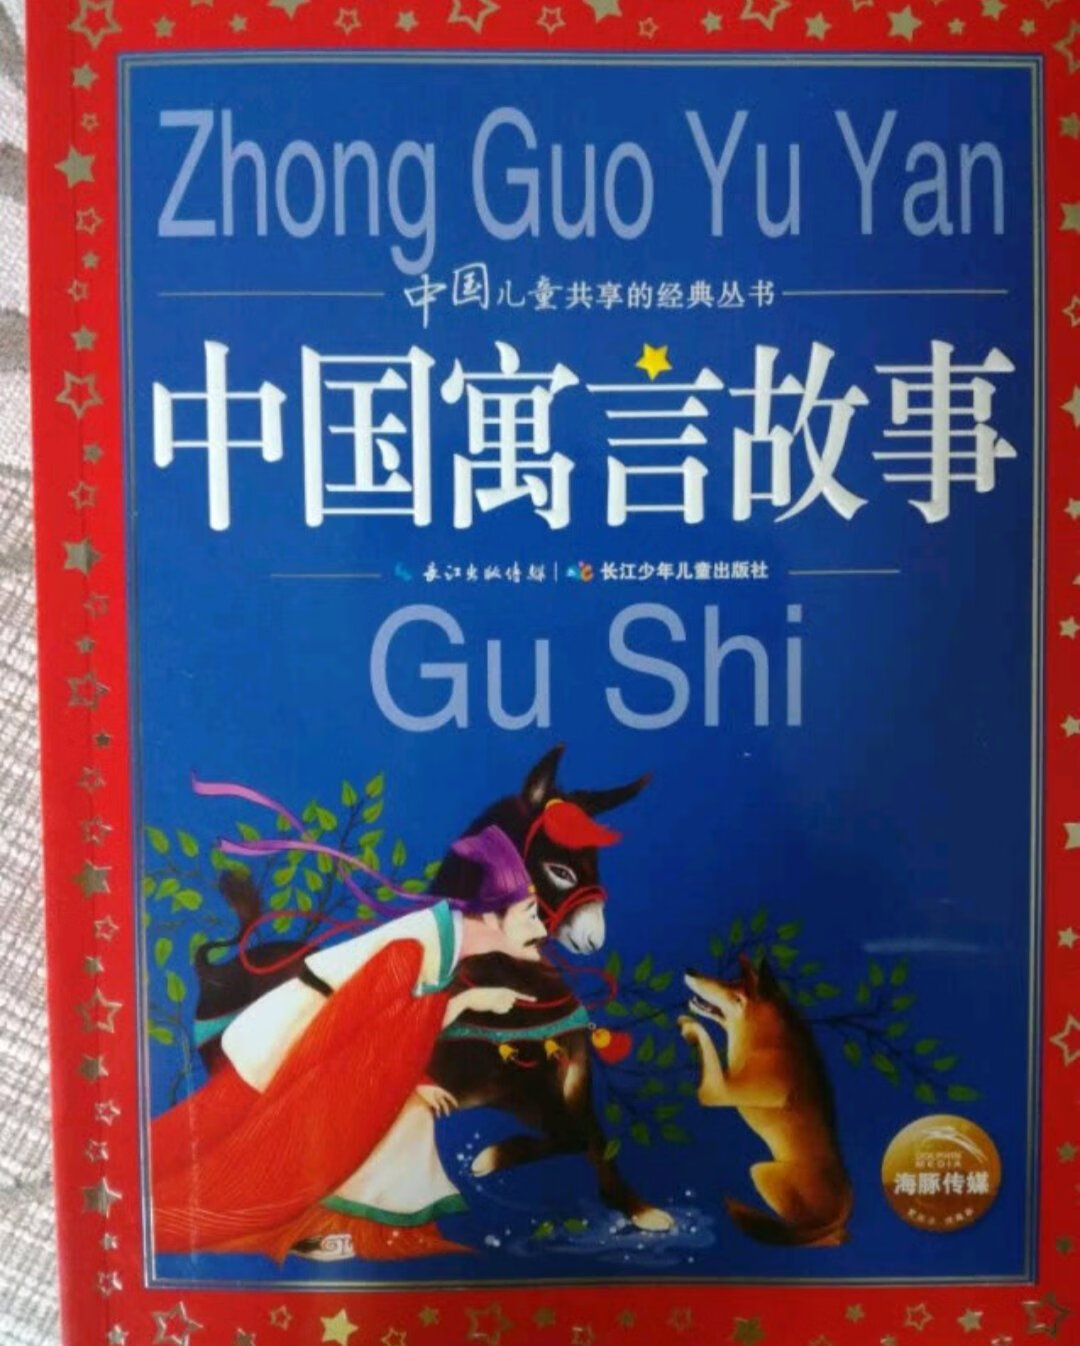 Zhong Guo Yu Yan
中国儿童共享的经典丛书
中国寓言故事
长江出版传媒 长江少年儿童出版社
Gu Shi
DOLPHIN
MEDIA
海豚传媒